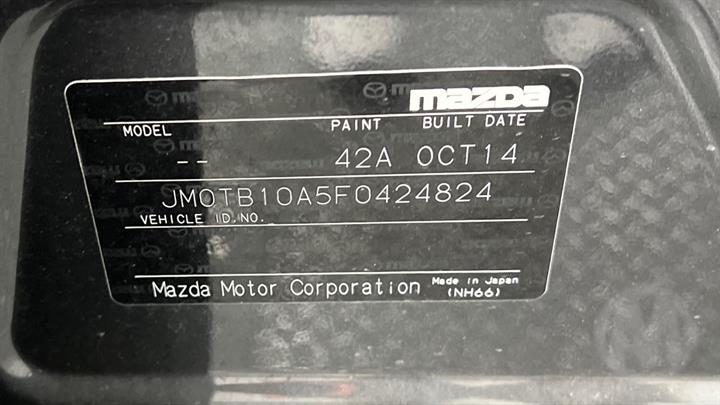 mazda
MODEL PAINT BUILT DATE
-- 42A OCT14
JM0TB10A5F0424824
VEHICLE ID.NO.
Mazda Motor Corporation Made in Japan
(NH66)